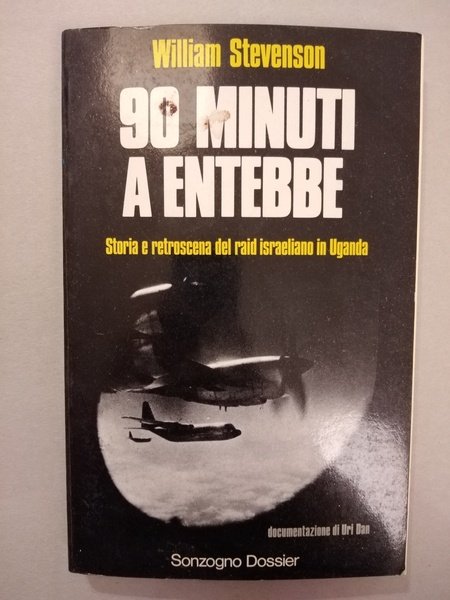 William Stevenson
90 MINUTI
A ENTEBBE
Storia e retroscena del raid israeliano in Uganda
documentazione di Uri Dan
Sonzogno Dossier